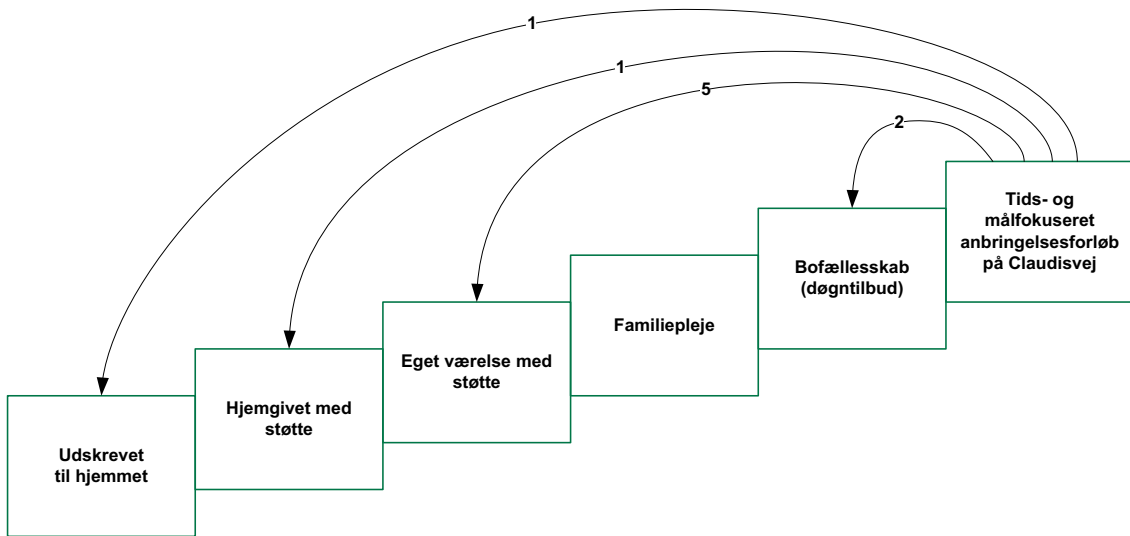 1
1
5
2
Tids- og
målfokuseret
anbringelsesforløb
på Claudisvej
Bofællesskab
(døgntilbud)
Familiepleje
Eget værelse med
støtte
Hjemgivet med
støtte
Udskrevet
til hjemmet